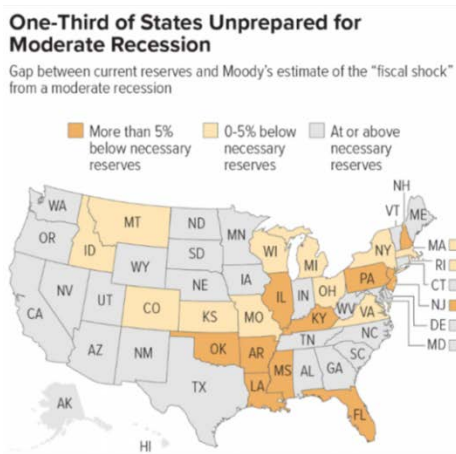 One-Third of States Unprepared for
Moderate Recession
Gap between current reserves and Moody's estimate of the “fiscal shock”
from a moderate recession
More than 5%
below necessary
reserves
0-5% below
necessary
reserves
At or above
necessary
reserves
NH
VT
ME
WA
MT
ND
MN
OR
ID
WI
NY
MA
SD
MI
RI
WY
IA
PA
CT
NE
OH
NJ
NV
UT
IL
IN
WV
DE
CO
KS
MO
KY
VA
MD
CA
TN
NC
OK
AR
SC
AZ
NM
MS
AL
GA
TX
LA
AK
FL
HI